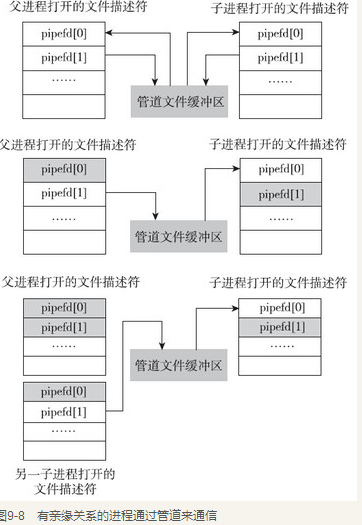 父进程打开的文件描述符
子进程打开的文件描述符
pipefd[0]
pipefd[1]
……
pipefd[0]
pipefd[1]
……
管道文件缓冲区
父进程打开的文件描述符
子进程打开的文件描述符
pipefd[0]
pipefd[1]
……
pipefd[0]
pipefd[1]
……
管道文件缓冲区
父进程打开的文件描述符
子进程打开的文件描述符
pipefd[0]
pipefd[1]
……
pipefd[0]
pipefd[1]
……
管道文件缓冲区
pipefd[0]
pipefd[1]
……
另一子进程打开的
文件描述符
图9-8 有亲缘关系的进程通过管道来通信